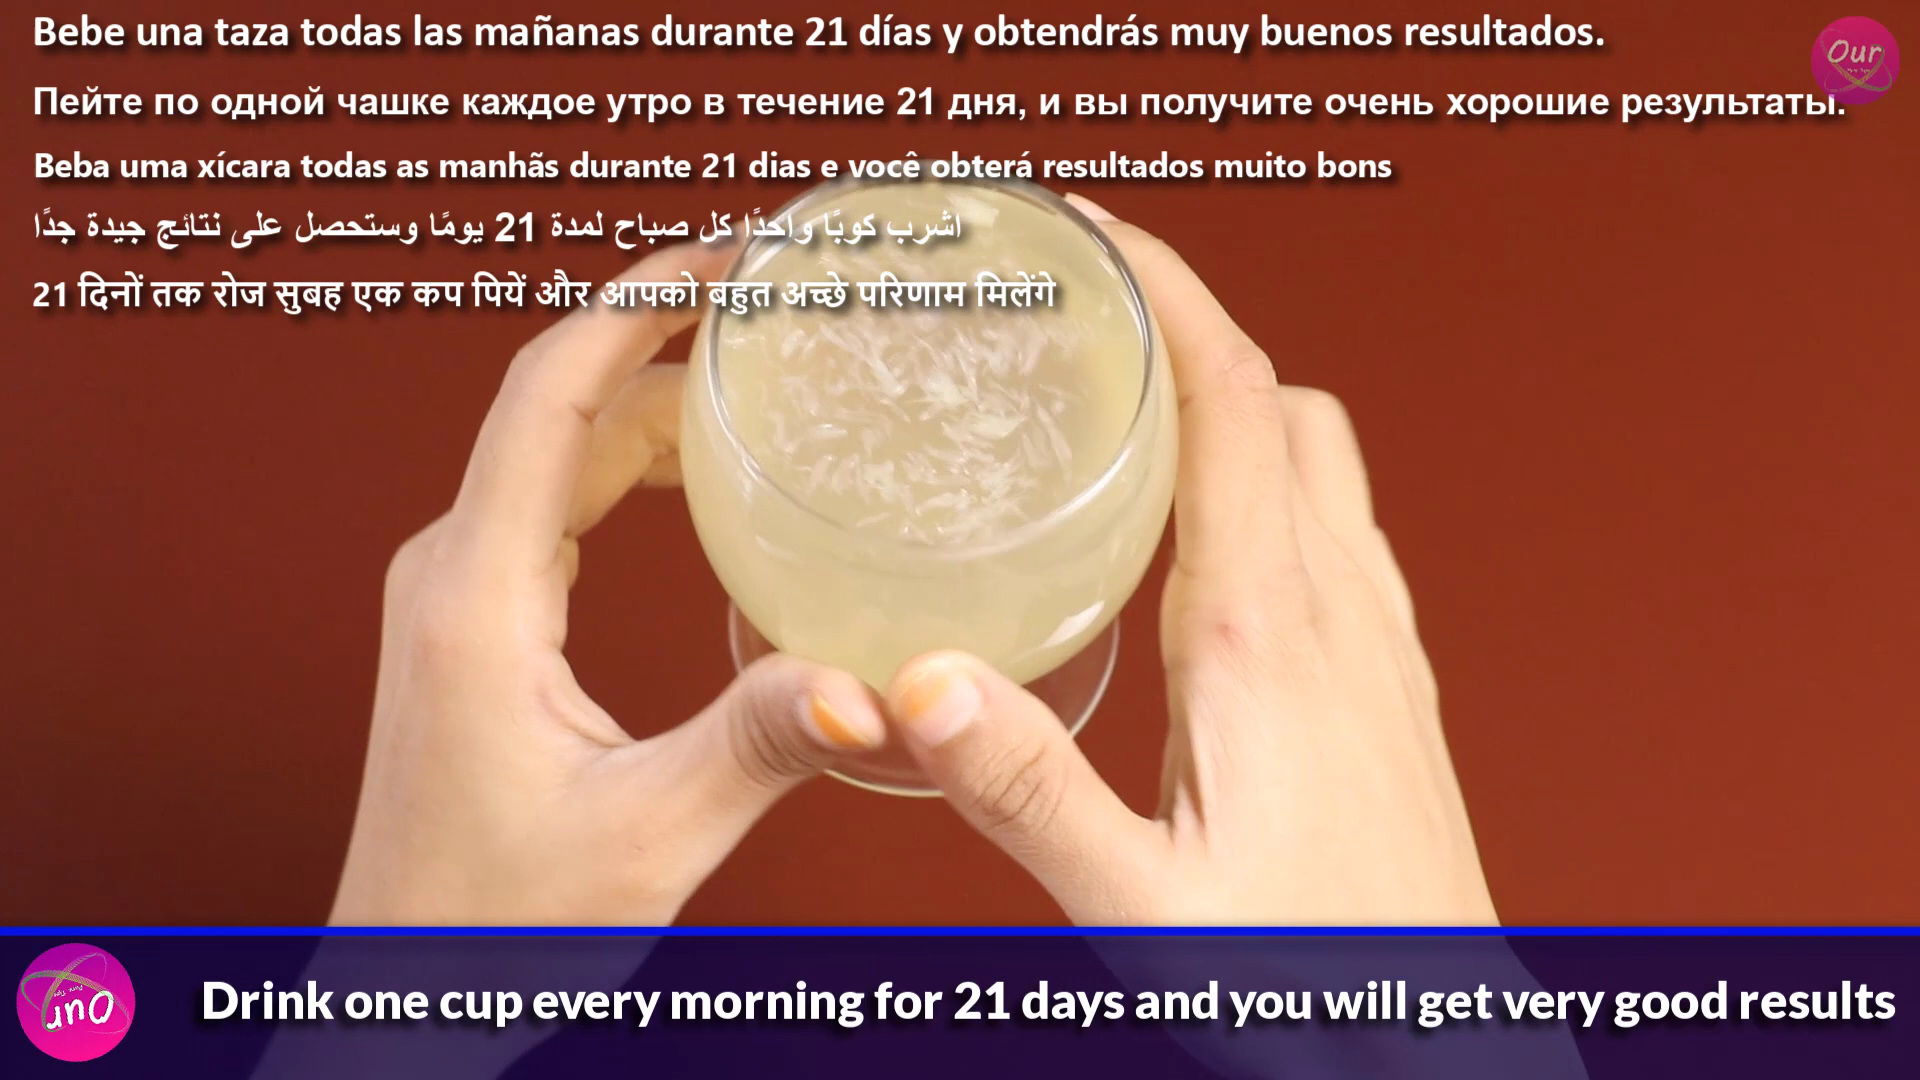 Bebe una taza todas las mañanas durante 21 días y obtendrás muy buenos resultados.
Our
Пейте по одной чашке каждое утро в течение 21 дня, и вы получите очень хорошие результаты.
Beba uma xícara todas as manhãs durante 21 dias e você obterá resultados muito bons
اشرب كوبًا واحدًا كل صباح لمدة 21 يومًا وستحصل على نتائج جيدة جدًا
21 दिनों तक रोज सुबह एक कप पियें और आपको बहुत अच्छे परिणाम मिलेंगे
Our
Drink one cup every morning for 21 days and you will get very good results